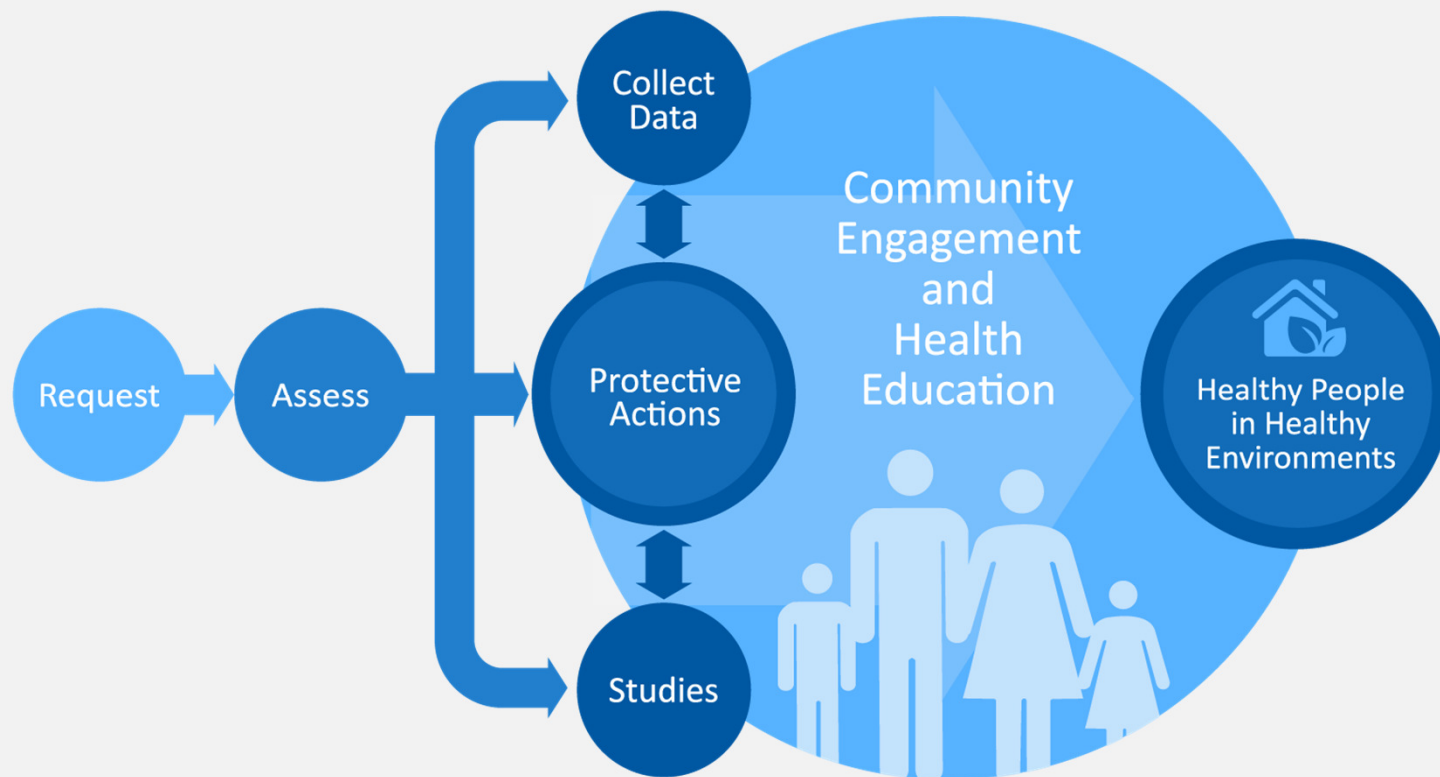 Request
Assess
Collect
Data
Protective
Actions
Studies
Community
Engagement
and
Health
Education
Healthy People
in Healthy
Environments